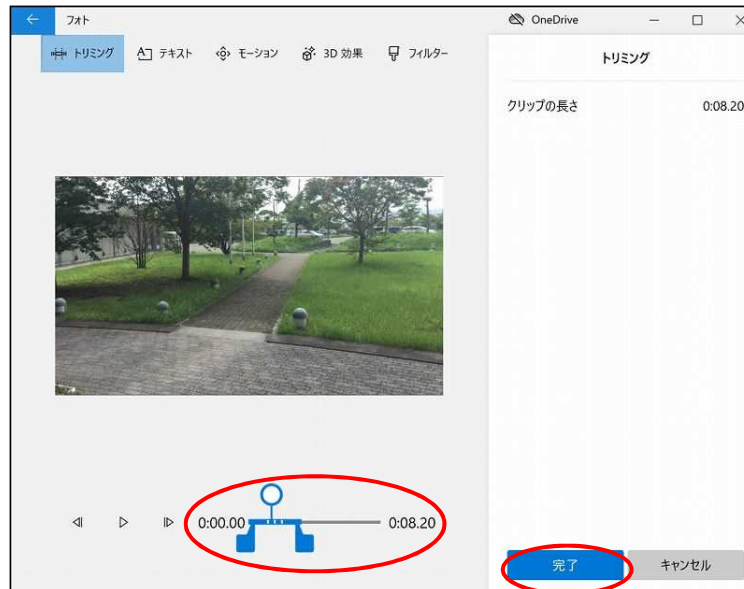 フォト
OneDrive
トリミング
テキスト
モーション
3D 効果
フィルター
トリミング
クリップの長さ 0:08.20
0:00.00 0:08.20
完了 キャンセル